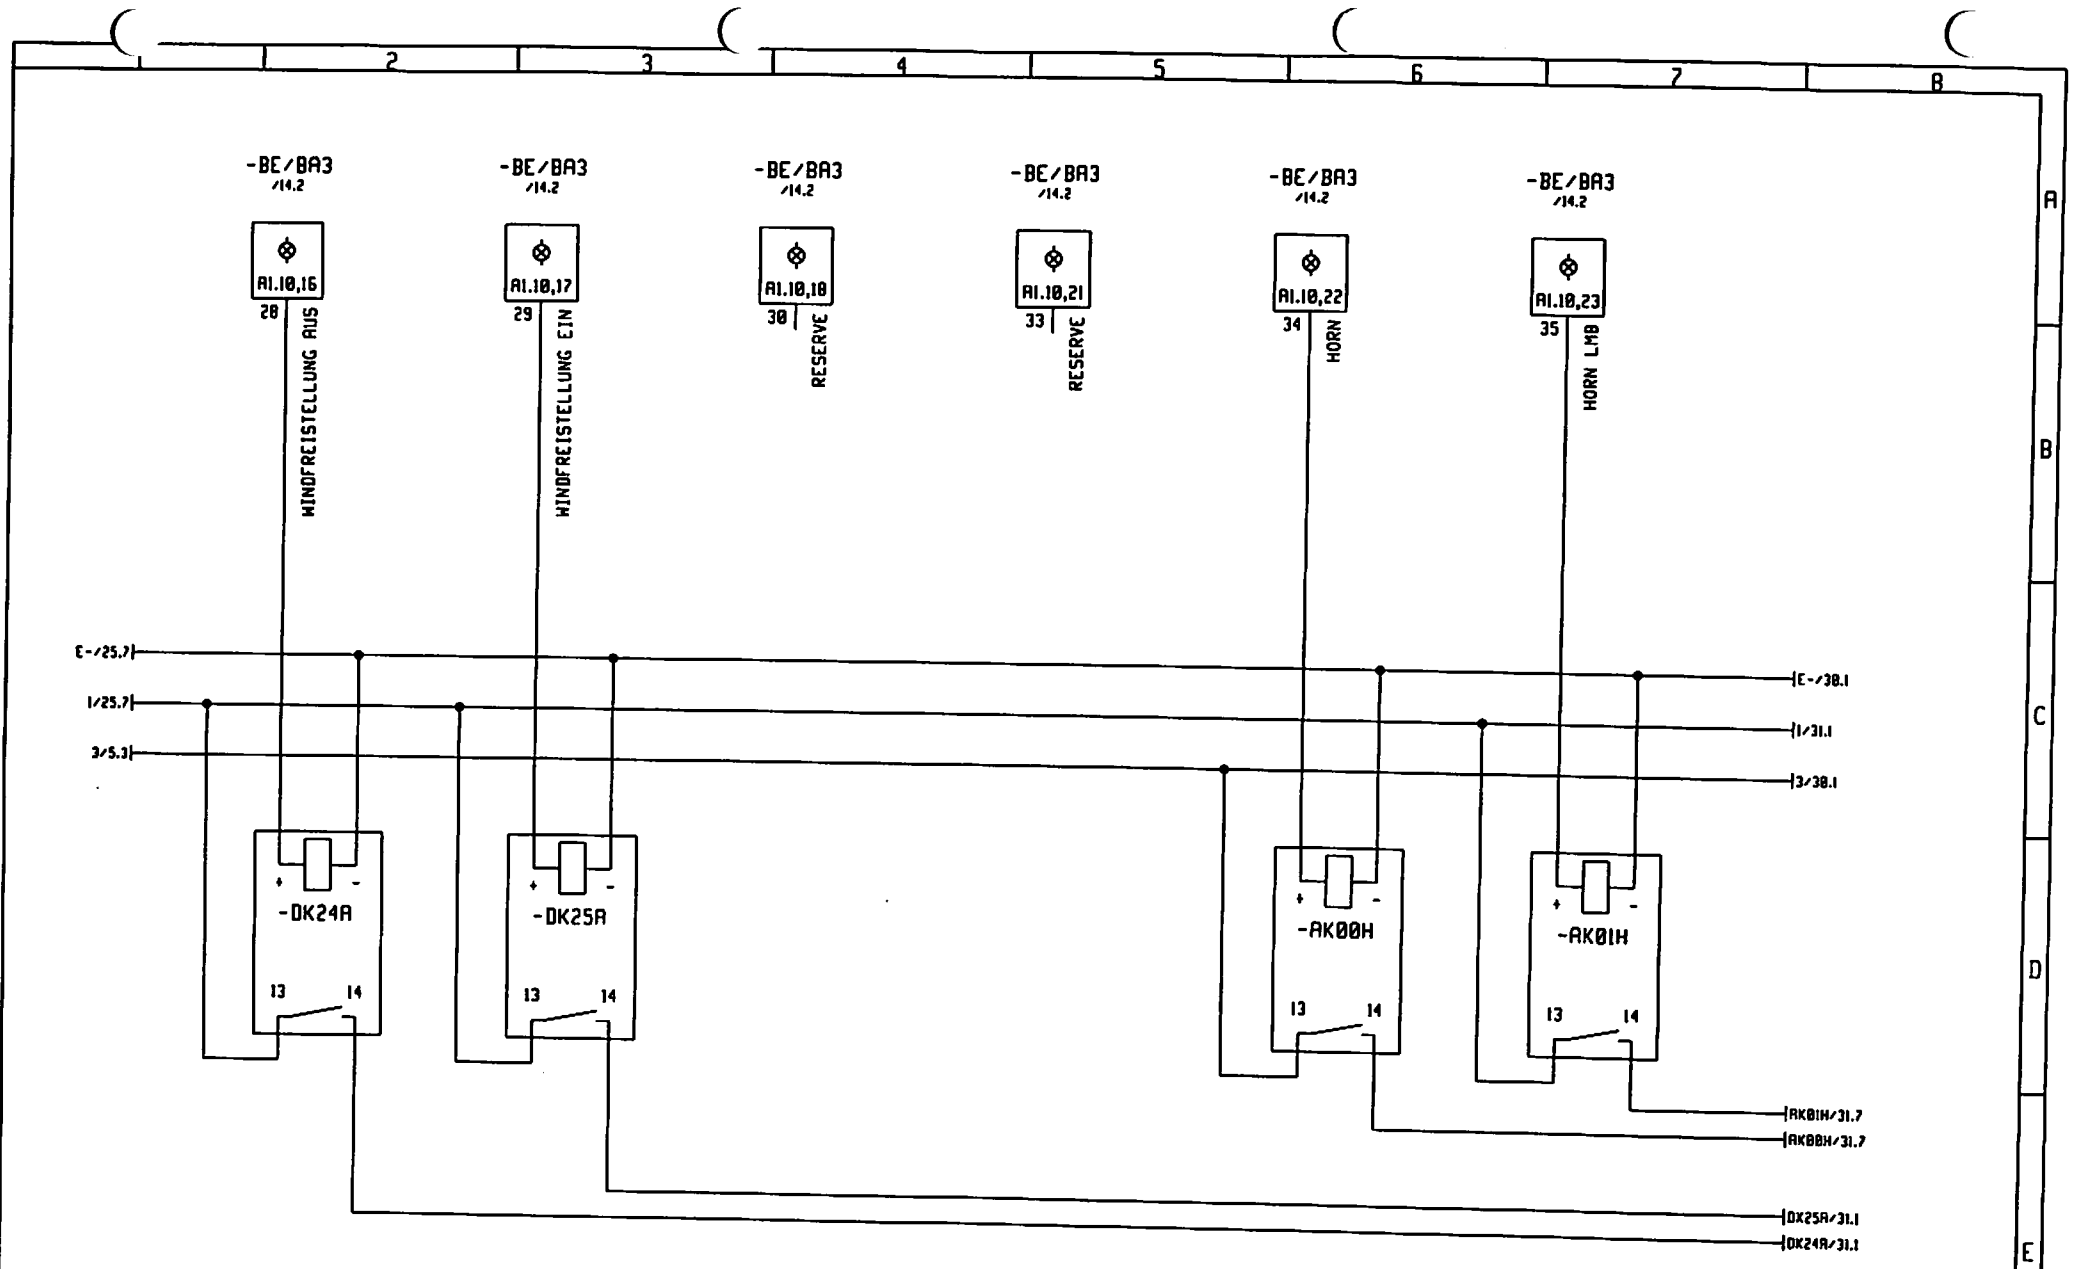 2 3 4 5 6 7 8
-BE/BA3 -BE/BA3 -BE/BA3 -BE/BA3 -BE/BA3 -BE/BA3
/14.2 /14.2 /14.2 /14.2 /14.2 /14.2
A
A1.10,16 A1.10,17 A1.10,18 A1.10,21 A1.10,22 A1.10,23
28 29 30 33 34 35
WINDFREISTELLUNG AUS
WINDFREISTELLUNG EIN
RESERVE
RESERVE
HORN
HORN LMB
B
E-/25.7 E-/30.1
1/25.7 1/31.1
C
3/5.3 3/30.1
+ - + - + - + -
-DK24A -DK25A -AK00H -AK01H
D
13 14 13 14 13 14 13 14
AK01H/31.7
AK00H/31.7
DK25A/31.1
DK24A/31.1
E